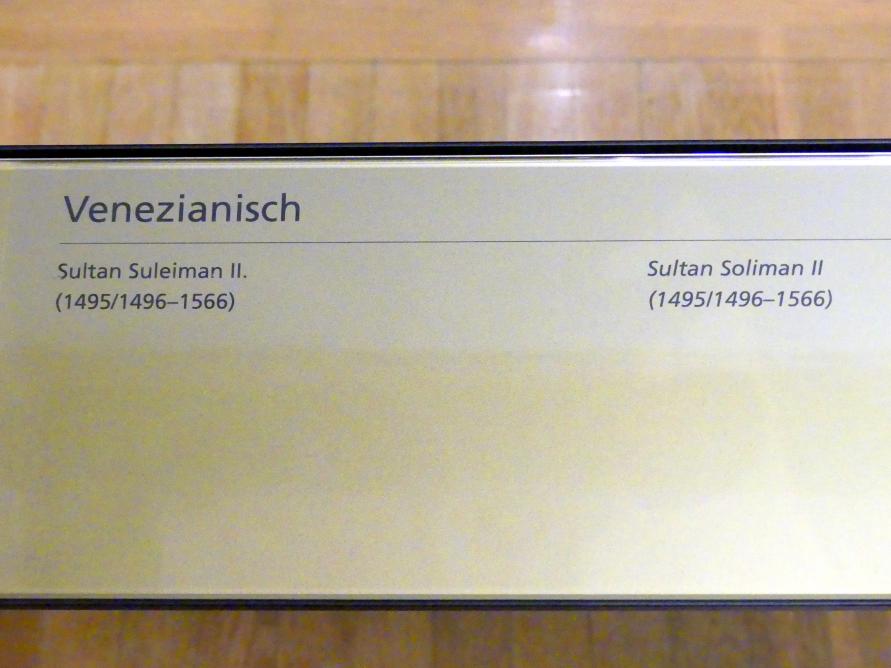 Venezianisch
Sultan Suleiman II.
(1495/1496–1566)
Sultan Soliman II
(1495/1496–1566)